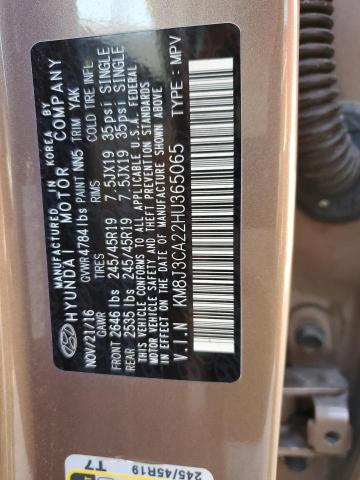 MANUFACTURED IN KOREA BY
HYUNDAI MOTOR COMPANY
NOV/21/16 GVWR 4784 lbs PAINT NN5 TRIM YAK
GAWR TIRES RIMS COLD TIRE INFL
FRONT 2646 lbs 245/45R19 7.5JX19 35psi SINGLE
REAR 2535 lbs 245/45R19 7.5JX19 35psi SINGLE
THIS VEHICLE CONFORMS TO ALL APPLICABLE U.S.A. FEDERAL
MOTOR VEHICLE SAFETY, BUMPER, AND THEFT PREVENTION STANDARDS
IN EFFECT ON THE DATE OF MANUFACTURE SHOWN ABOVE.
V.I.N KM8J3CA22HU365065 TYPE: MPV
245/45R19
T7